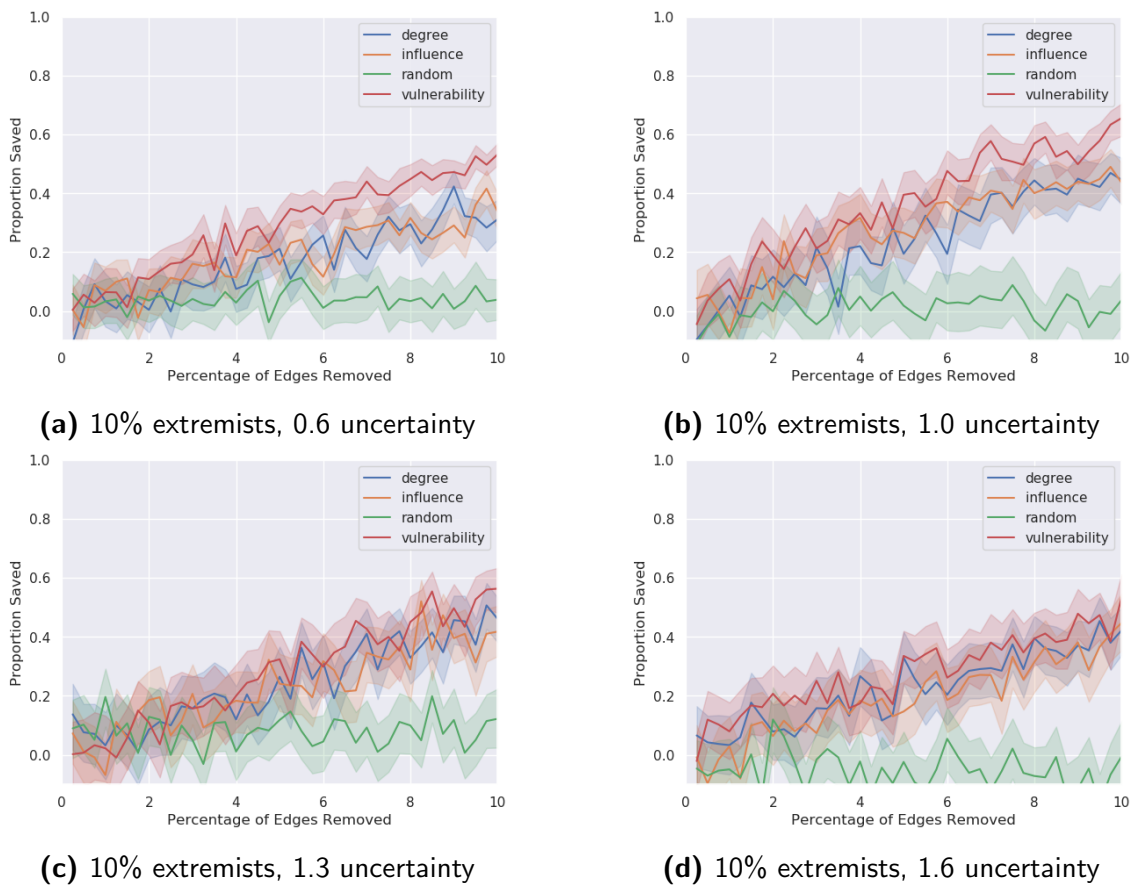 1.0
0.8
0.6
0.4
0.2
0.0
Proportion Saved
degree
influence
random
vulnerability
0 2 4 6 8 10
Percentage of Edges Removed
(a) 10% extremists, 0.6 uncertainty
1.0
0.8
0.6
0.4
0.2
0.0
Proportion Saved
degree
influence
random
vulnerability
0 2 4 6 8 10
Percentage of Edges Removed
(b) 10% extremists, 1.0 uncertainty
1.0
0.8
0.6
0.4
0.2
0.0
Proportion Saved
degree
influence
random
vulnerability
0 2 4 6 8 10
Percentage of Edges Removed
(c) 10% extremists, 1.3 uncertainty
1.0
0.8
0.6
0.4
0.2
0.0
Proportion Saved
degree
influence
random
vulnerability
0 2 4 6 8 10
Percentage of Edges Removed
(d) 10% extremists, 1.6 uncertainty